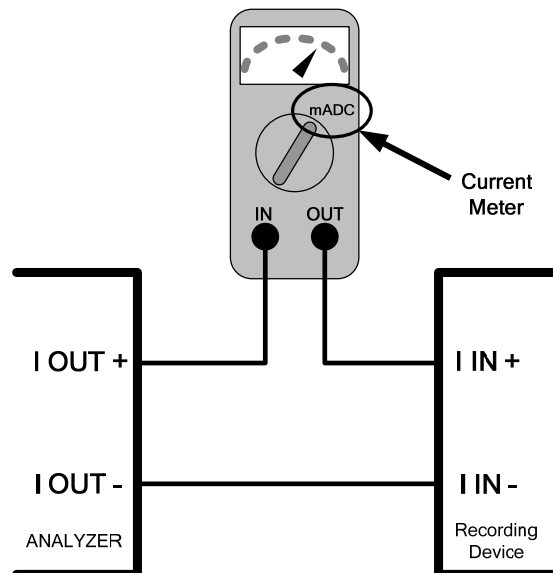 mADC
Current
Meter
IN OUT
I OUT +
I IN +
I OUT -
I IN -
ANALYZER
Recording
Device